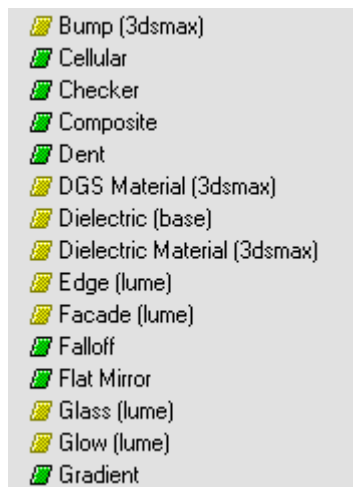 Bump (3dsmax)
Cellular
Checker
Composite
Dent
DGS Material (3dsmax)
Dielectric (base)
Dielectric Material (3dsmax)
Edge (lume)
Facade (lume)
Falloff
Flat Mirror
Glass (lume)
Glow (lume)
Gradient